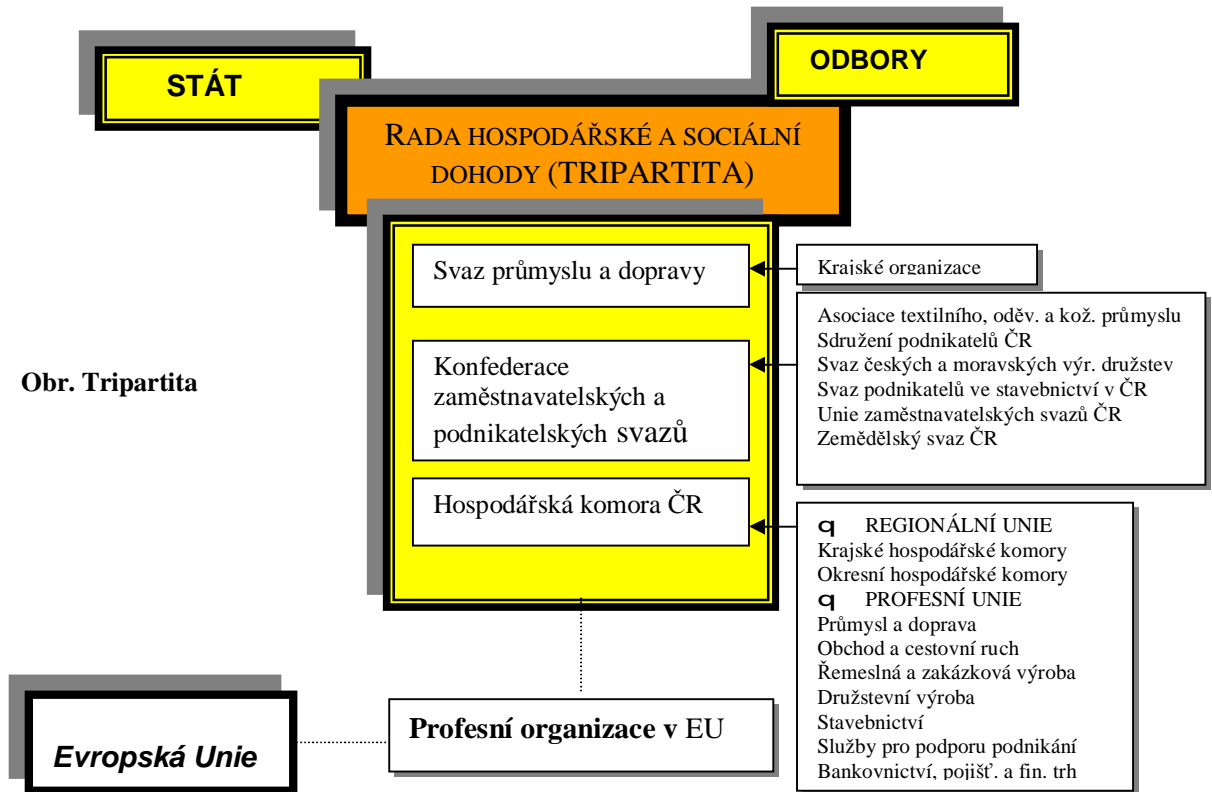 STÁT
ODBORY
RADA HOSPODÁŘSKÉ A SOCIÁLNÍ
DOHODY (TRIPARTITA)
Svaz průmyslu a dopravy
Krajské organizace
Konfederace
zaměstnavatelských a
podnikatelských svazů
Asociace textilního, oděv. a kož. průmyslu
Sdružení podnikatelů ČR
Svaz českých a moravských výr. družstev
Svaz podnikatelů ve stavebnictví v ČR
Unie zaměstnavatelských svazů ČR
Zemědělský svaz ČR
Obr. Tripartita
Hospodářská komora ČR
q REGIONÁLNÍ UNIE
Krajské hospodářské komory
Okresní hospodářské komory
q PROFESNÍ UNIE
Průmysl a doprava
Obchod a cestovní ruch
Řemeslná a zakázková výroba
Družstevní výroba
Stavebnictví
Služby pro podporu podnikání
Bankovnictví, pojišť. a fin. trh
Profesní organizace v EU
Evropská Unie